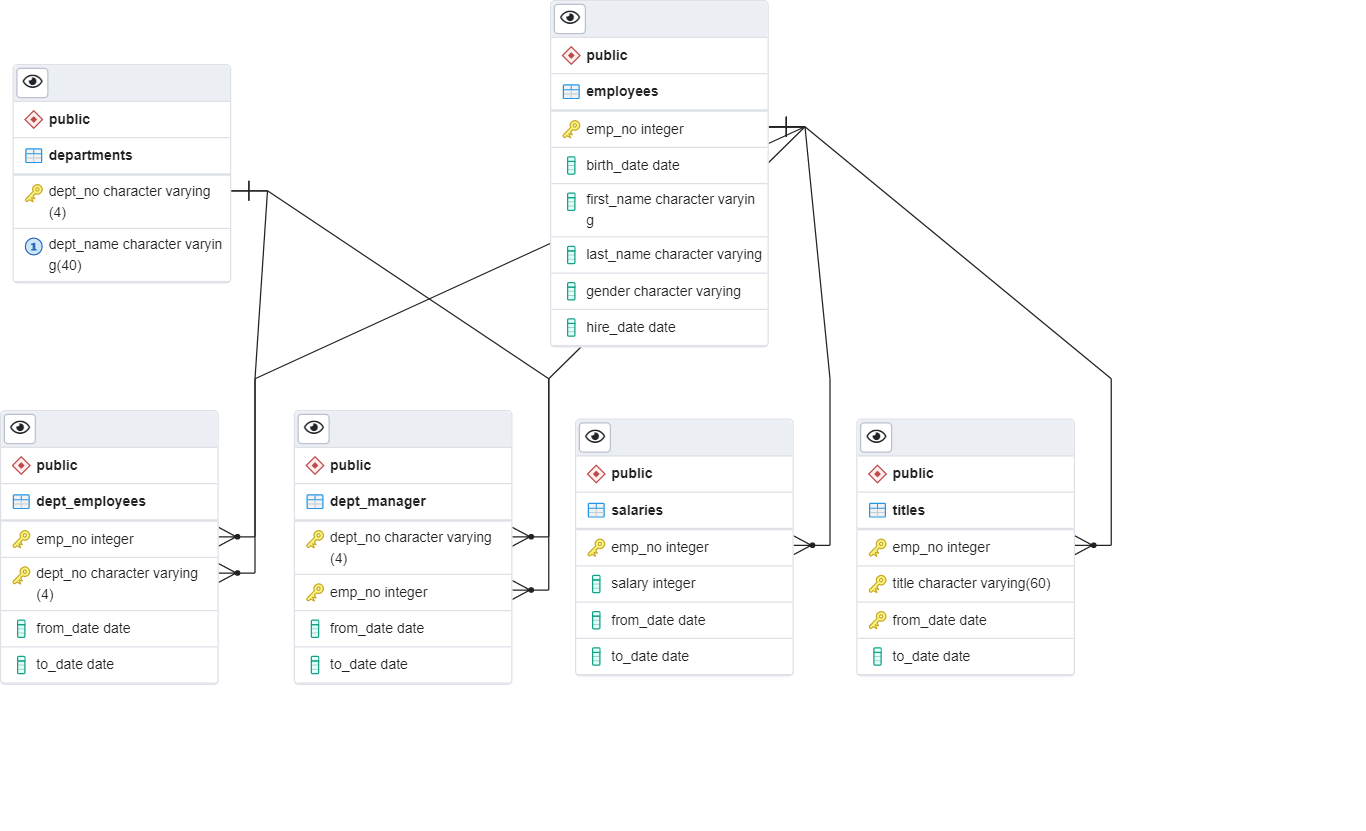 public
departments
dept_no character varying
(4)
1
dept_name character varyin
g(40)
public
employees
emp_no integer
birth_date date
first_name character varyin
g
last_name character varying
gender character varying
hire_date date
public
dept_employees
emp_no integer
dept_no character varying
(4)
from_date date
to_date date
public
dept_manager
dept_no character varying
(4)
emp_no integer
from_date date
to_date date
public
salaries
emp_no integer
salary integer
from_date date
to_date date
public
titles
emp_no integer
title character varying(60)
from_date date
to_date date